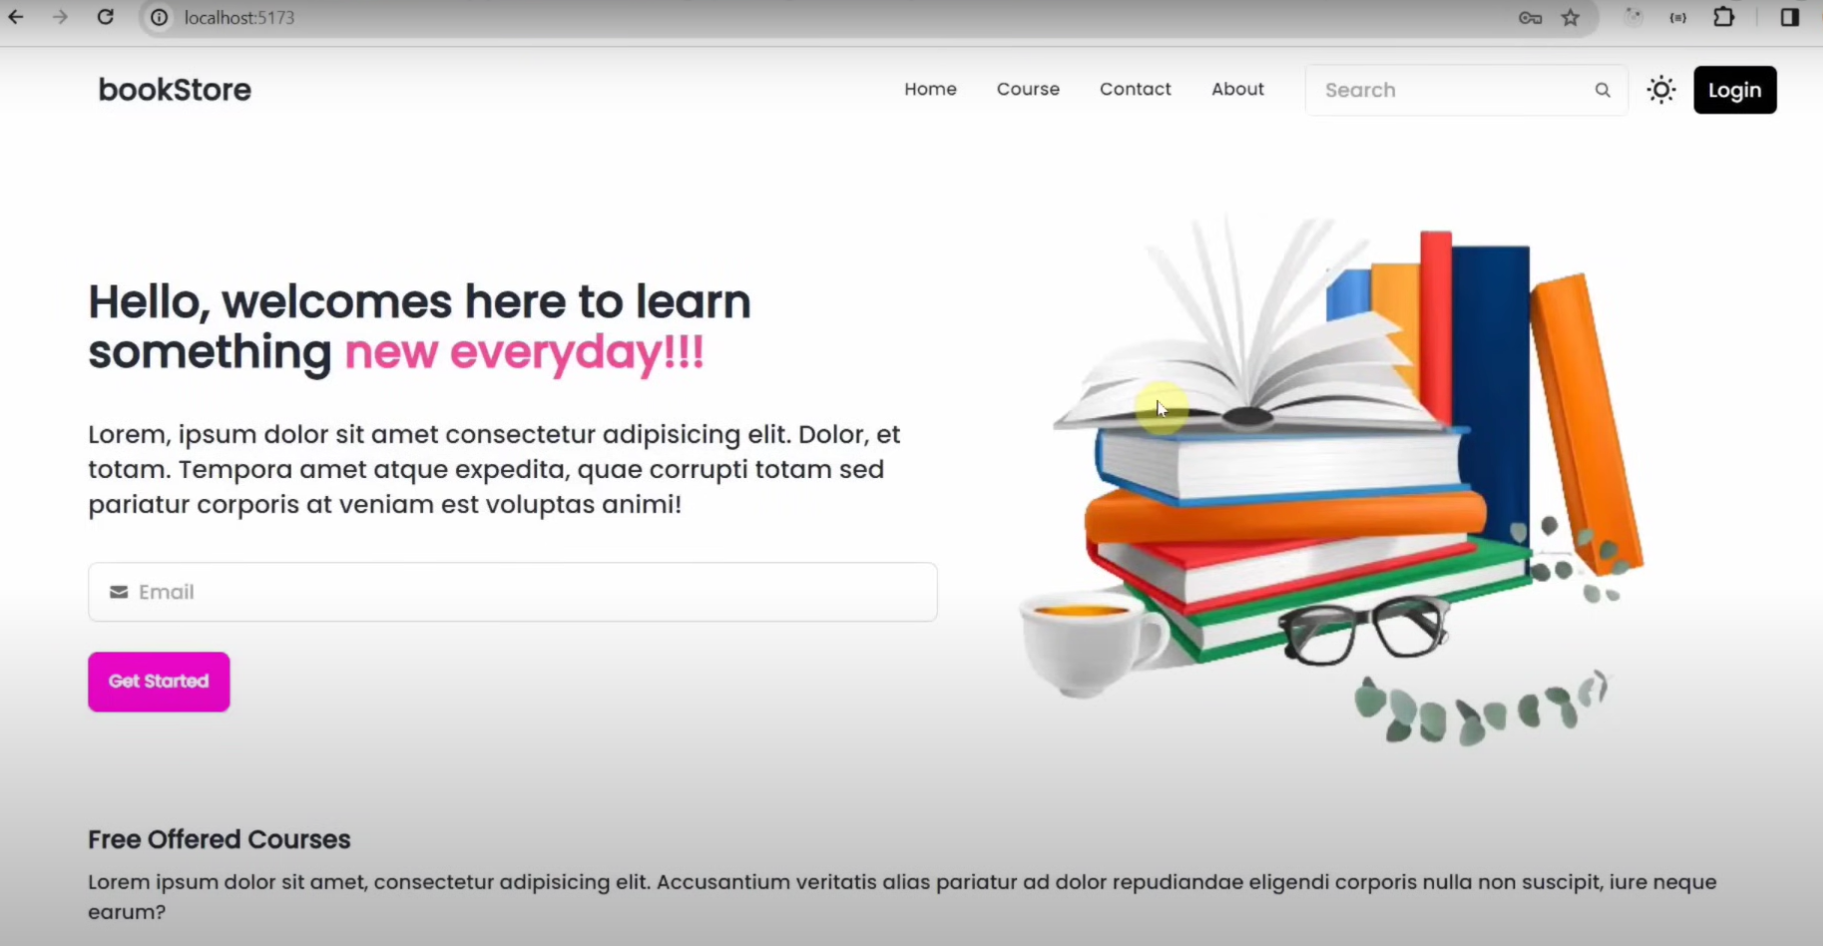 localhost:5173
bookStore
Home
Course
Contact
About
Search
Login
Hello, welcomes here to learn
something new everyday!!!
Lorem, ipsum dolor sit amet consectetur adipisicing elit. Dolor, et
totam. Tempora amet atque expedita, quae corrupti totam sed
pariatur corporis at veniam est voluptas animi!
Email
Get Started
Free Offered Courses
Lorem ipsum dolor sit amet, consectetur adipisicing elit. Accusantium veritatis alias pariatur ad dolor repudiandae eligendi corporis nulla non suscipit, iure neque
earum?